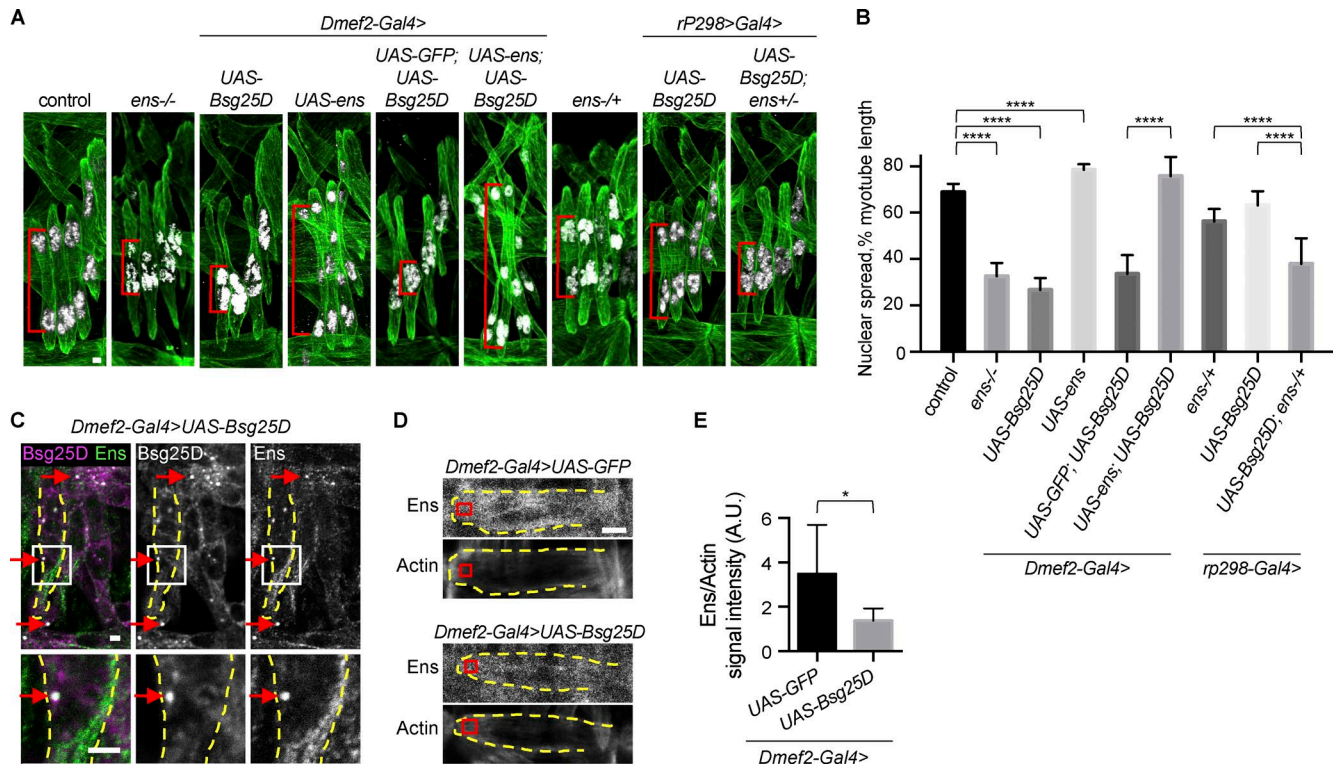 A
Dmef2-Gal4>
rP298>Gal4>
control
ens-/-
UAS-
Bsg25D
UAS-ens
UAS-GFP;
UAS-
Bsg25D
UAS-ens;
UAS-
Bsg25D
ens-/+
UAS-
Bsg25D
UAS-
Bsg25D;
ens+/-
B
Nuclear spread, % myotube length
80
60
40
20
0
****
****
****
****
****
****
control
ens-/-
UAS-Bsg25D
UAS-ens
UAS-GFP; UAS-Bsg25D
UAS-ens; UAS-Bsg25D
ens-/+
UAS-Bsg25D
UAS-Bsg25D; ens-/+
Dmef2-Gal4>
rp298-Gal4>
C
Dmef2-Gal4>UAS-Bsg25D
Bsg25D Ens
Bsg25D
Ens
D
Dmef2-Gal4>UAS-GFP
Ens
Actin
Dmef2-Gal4>UAS-Bsg25D
Ens
Actin
E
Ens/Actin
signal intensity (A.U.)
6
4
2
0
*
UAS-GFP
UAS-Bsg25D
Dmef2-Gal4>